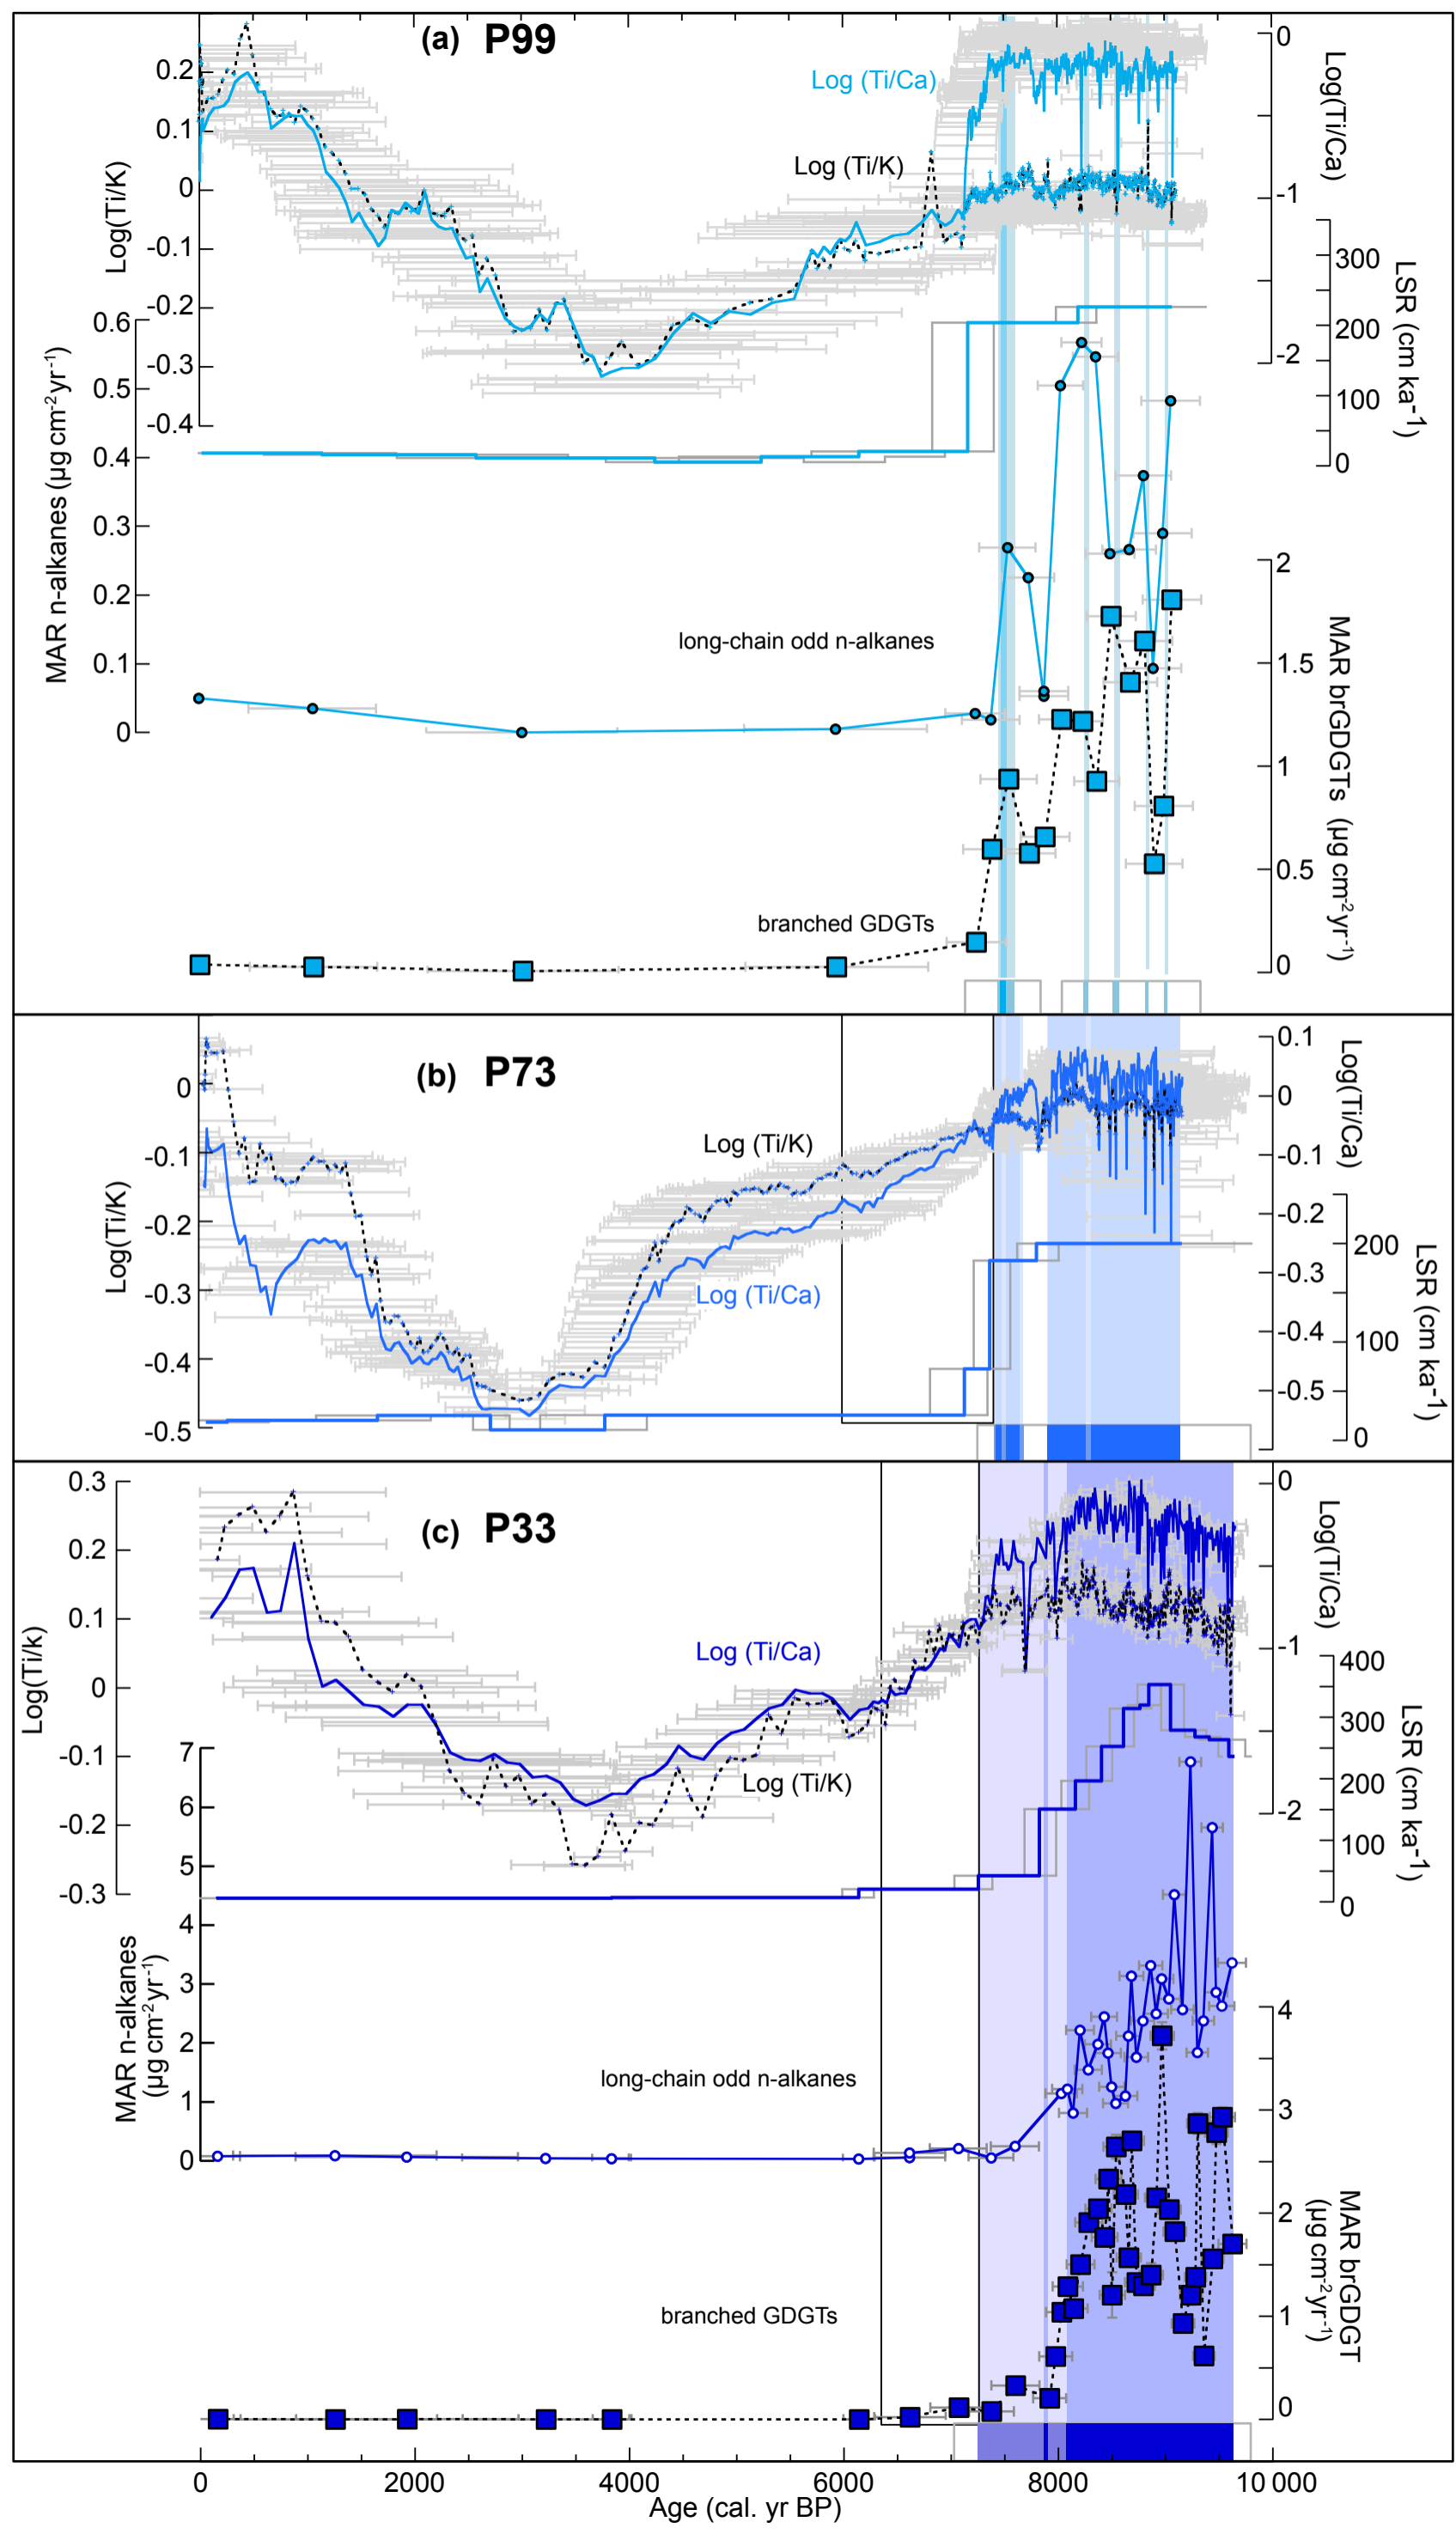 (a) P99
0.2
0.1
0
-0.1
-0.2
-0.3
-0.4
Log(Ti/K)
Log (Ti/Ca)
Log (Ti/K)
0
-1
-2
Log(Ti/Ca)
300
200
100
0
LSR (cm ka-1)
0.6
0.5
0.4
0.3
0.2
0.1
0
MAR n-alkanes (µg cm-2yr-1)
long-chain odd n-alkanes
2
1.5
1
0.5
0
MAR brGDGTs (µg cm-2yr-1)
branched GDGTs
(b) P73
0
-0.1
-0.2
-0.3
-0.4
-0.5
Log(Ti/K)
Log (Ti/K)
Log (Ti/Ca)
0.1
0
-0.1
-0.2
-0.3
-0.4
-0.5
Log(Ti/Ca)
200
100
0
LSR (cm ka-1)
(c) P33
0.3
0.2
0.1
0
-0.1
-0.2
-0.3
Log(Ti/k)
Log (Ti/Ca)
Log (Ti/K)
0
-1
-2
Log(Ti/Ca)
400
300
200
100
0
LSR (cm ka-1)
7
6
5
4
3
2
1
0
MAR n-alkanes
(µg cm-2yr-1)
long-chain odd n-alkanes
4
3
2
1
0
MAR brGDGT
(µg cm-2yr-1)
branched GDGTs
0 2000 4000 6000 8000 10 000
Age (cal. yr BP)